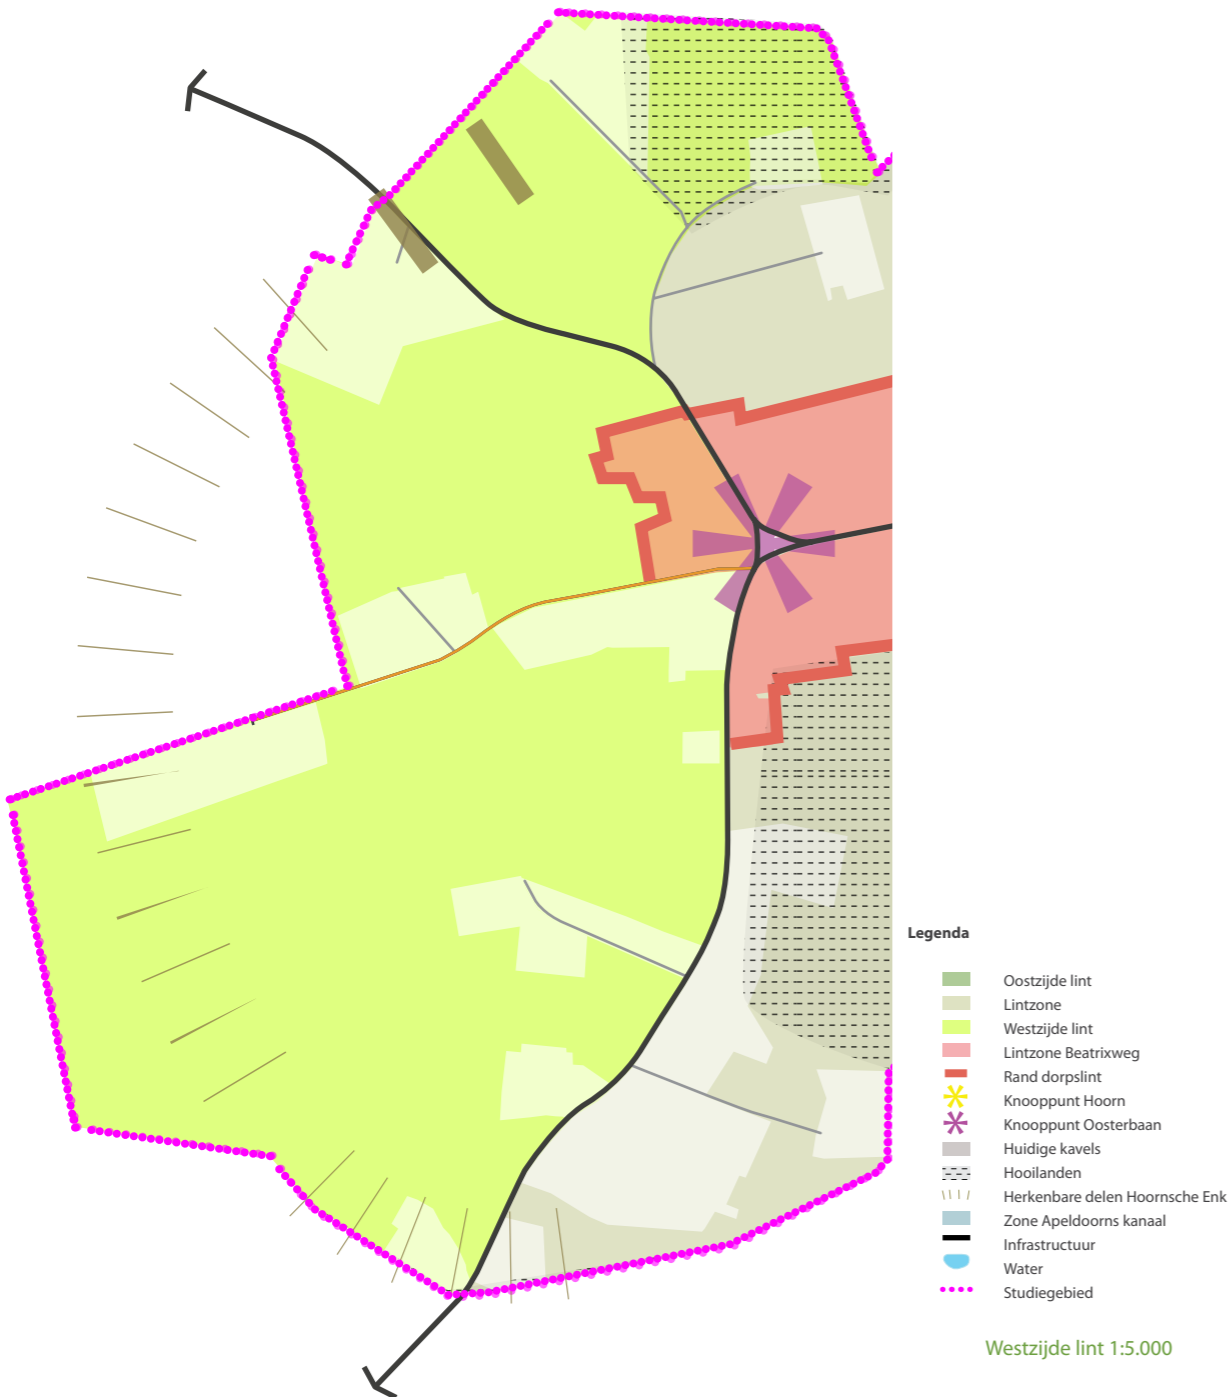 Legenda
Oostzijde lint
Lintzone
Westzijde lint
Lintzone Beatrixweg
Rand dorpslint
Knooppunt Hoorn
Knooppunt Oosterbaan
Huidige kavels
Hooilanden
Herkenbare delen Hoornsche Enk
Zone Apeldoorns kanaal
Infrastructuur
Water
Studiegebied
Westzijde lint 1:5.000